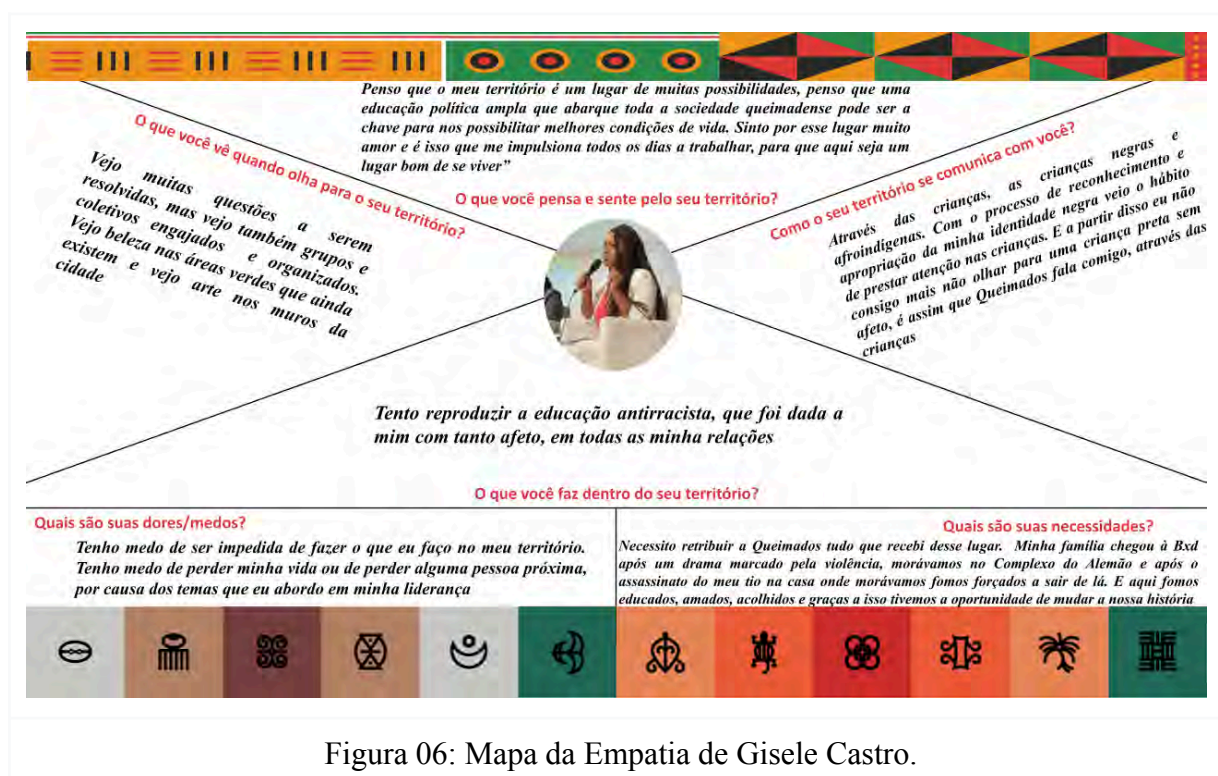 Penso que o meu território é um lugar de muitas possibilidades, penso que uma
educação política ampla que abarque toda a sociedade queimadense pode ser a
chave para nos possibilitar melhores condições de vida. Sinto por esse lugar muito
amor e é isso que me impulsiona todos os dias a trabalhar, para que aqui seja um
lugar bom de se viver”
O que você pensa e sente pelo seu território?
O que você vê quando olha para o seu território?
Vejo muitas questões a serem
resolvidas, mas vejo também grupos e
coletivos engajados e organizados.
Vejo beleza nas áreas verdes que ainda
existem e vejo arte nos muros da
cidade
Como o seu território se comunica com você?
Através das crianças, as crianças negras e
afroindígenas. Com o processo de reconhecimento e
apropriação da minha identidade negra veio o hábito
de prestar atenção nas crianças. E a partir disso eu não
consigo mais não olhar para uma criança preta sem
afeto, é assim que Queimados fala comigo, através das
crianças
Tento reproduzir a educação antirracista, que foi dada a
mim com tanto afeto, em todas as minha relações
O que você faz dentro do seu território?
Quais são suas dores/medos?
Tenho medo de ser impedida de fazer o que eu faço no meu território.
Tenho medo de perder minha vida ou de perder alguma pessoa próxima,
por causa dos temas que eu abordo em minha liderança
Quais são suas necessidades?
Necessito retribuir a Queimados tudo que recebi desse lugar. Minha família chegou à Bxd
após um drama marcado pela violência, morávamos no Complexo do Alemão e após o
assassinato do meu tio na casa onde morávamos fomos forçados a sair de lá. E aqui fomos
educados, amados, acolhidos e graças a isso tivemos a oportunidade de mudar a nossa história
Figura 06: Mapa da Empatia de Gisele Castro.